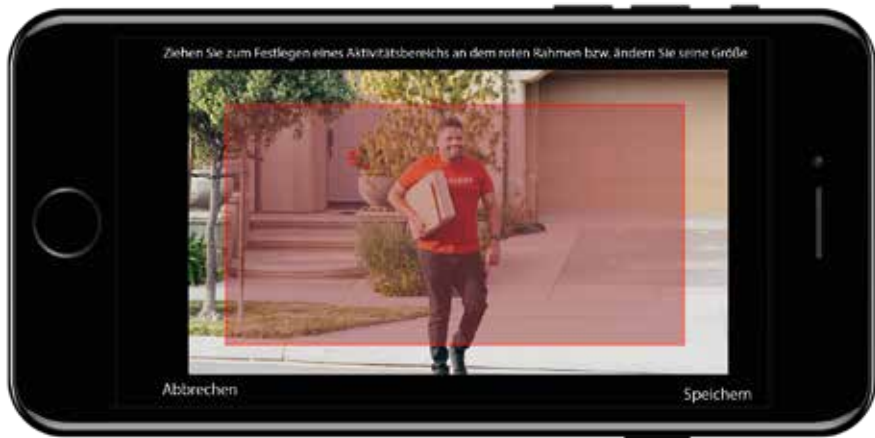 Ziehen Sie zum Festlegen eines Aktivitätsbereichs an dem roten Rahmen bzw. ändern Sie seine Größe
Abbrechen
Speichern